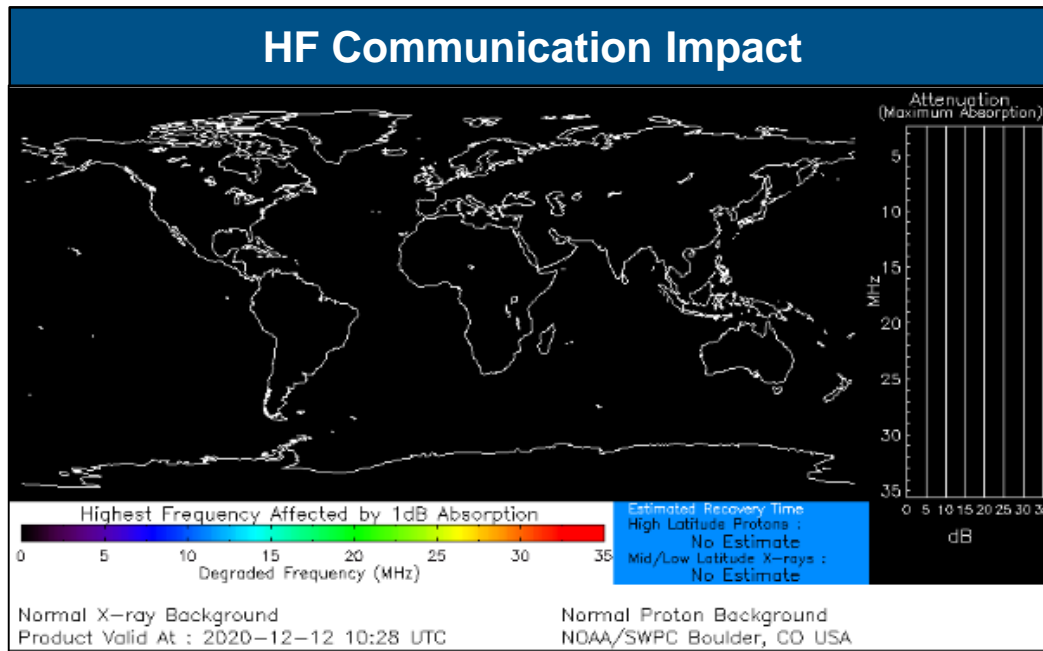 HF Communication Impact
Attenuation
(Maximum Absorption)
5
10
15
20
25
30
35
MHz
0 5 10 15 20 25 30
dB
Highest Frequency Affected by 1dB Absorption
0 5 10 15 20 25 30 35
Degraded Frequency (MHz)
Estimated Recovery Time
High Latitude Protons :
No Estimate
Mid/Low Latitude X-rays :
No Estimate
Normal X-ray Background
Product Valid At : 2020-12-12 10:28 UTC
Normal Proton Background
NOAA/SWPC Boulder, CO USA